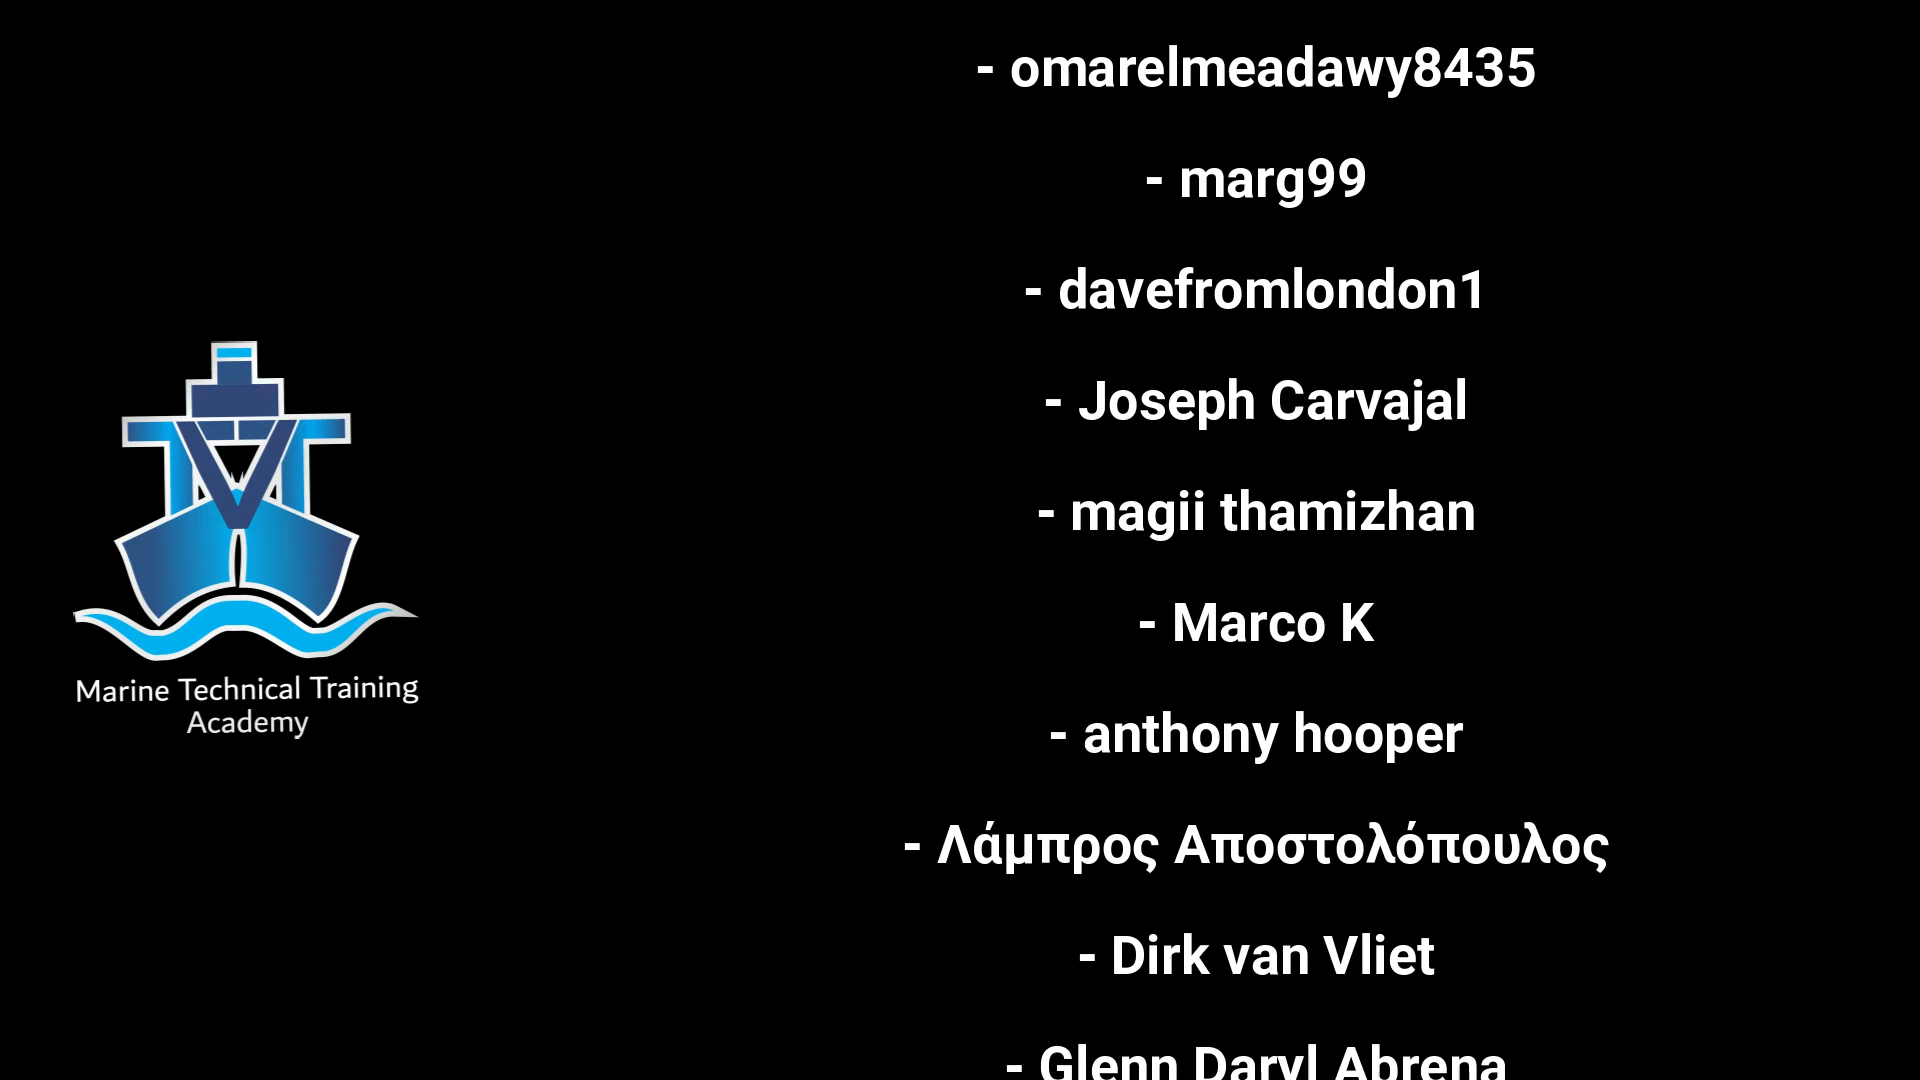 - omarelmeadawy8435
- marg99
- davefromlondon1
- Joseph Carvajal
- magii thamizhan
- Marco K
- anthony hooper
- Λάμπρος Αποστολόπουλος
- Dirk van Vliet
- Glenn Daryl Abrena
Marine Technical Training
Academy